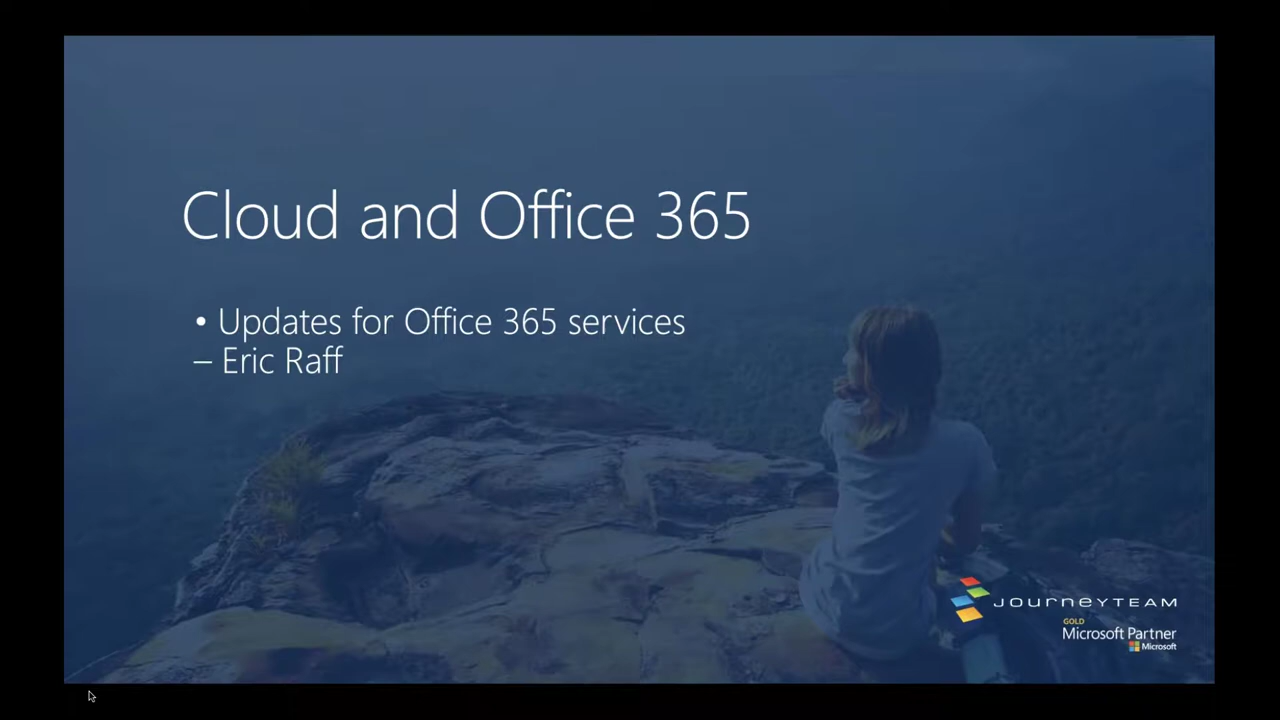 Cloud and Office 365
• Updates for Office 365 services
– Eric Raff
JOURNEYTEAM
GOLD
Microsoft Partner
Microsoft